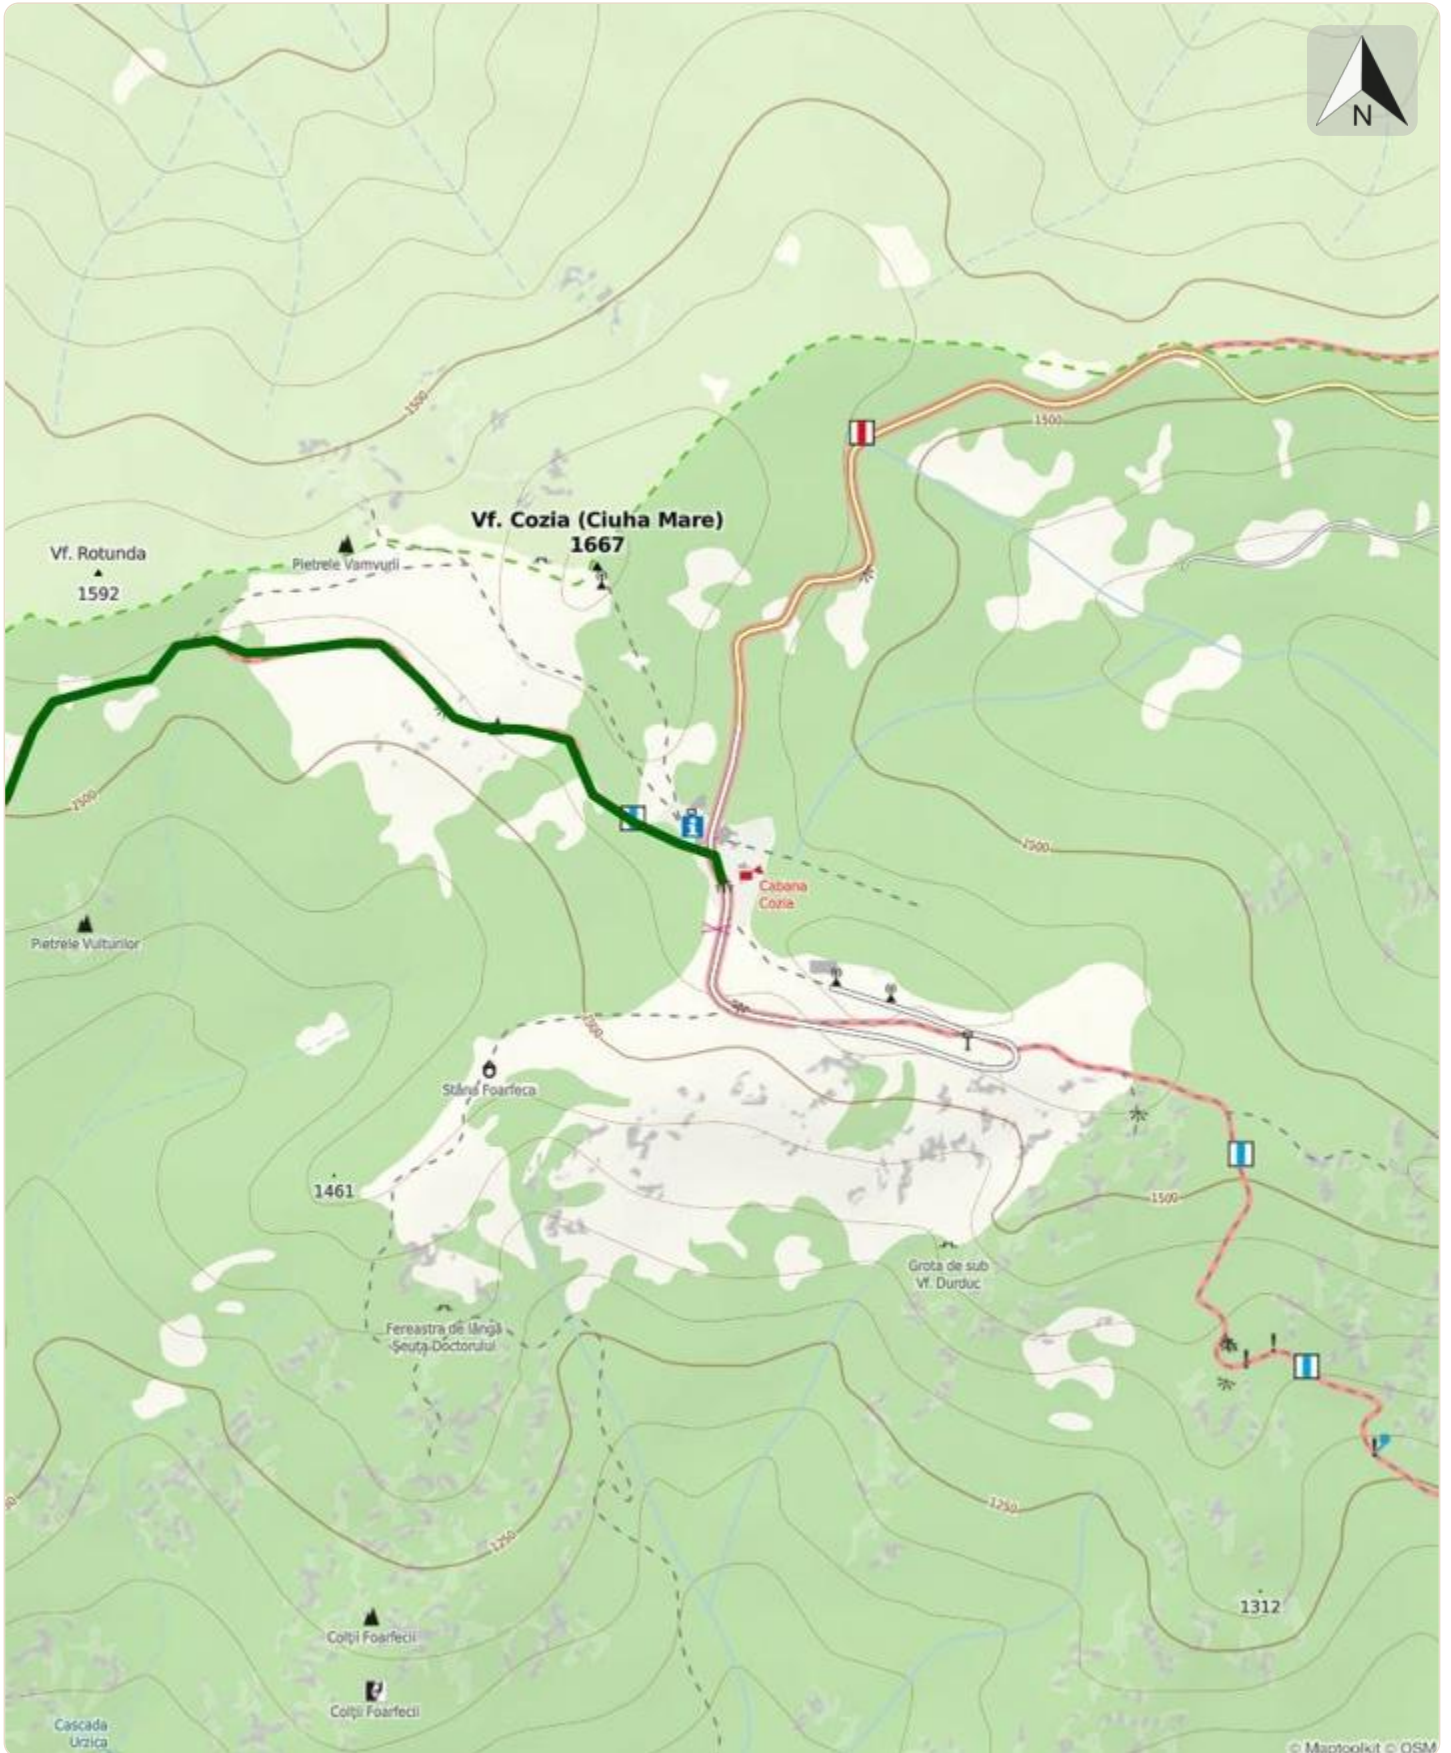 N
1500
1500
Vf. Cozia (Ciuha Mare)
1667
Vf. Rotunda
1592
Pietrele Vamvurii
1500
1500
Cabana
Cozia
Pietrele Vulturilor
1500
Stâna Foarfeca
1461
1500
Grota de sub
Vf. Durduc
Fereastra de lângă
Șeuța Doctorului
1250
1250
1312
Colții Foarfecii
Colții Foarfecii
Cascada
Urzica
© Maptoolkit © OSM